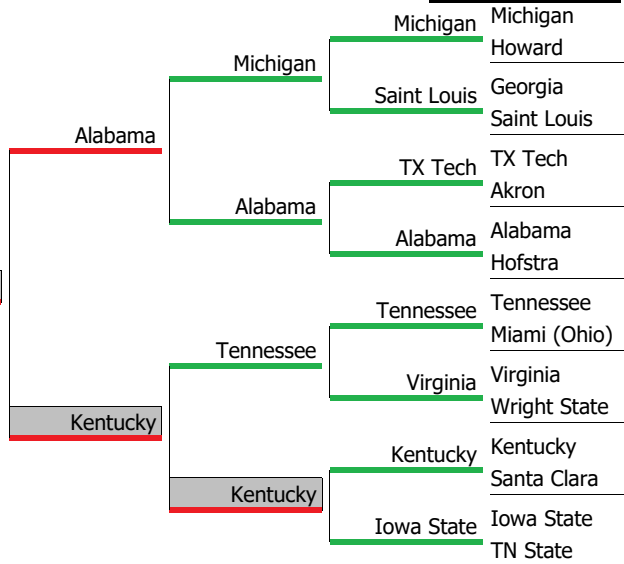 Michigan
Howard
Georgia
Saint Louis
TX Tech
Akron
Alabama
Hofstra
Tennessee
Miami (Ohio)
Virginia
Wright State
Kentucky
Santa Clara
Iowa State
TN State
Michigan
Saint Louis
TX Tech
Alabama
Tennessee
Virginia
Kentucky
Iowa State
Michigan
Alabama
Tennessee
Kentucky
Alabama
Kentucky